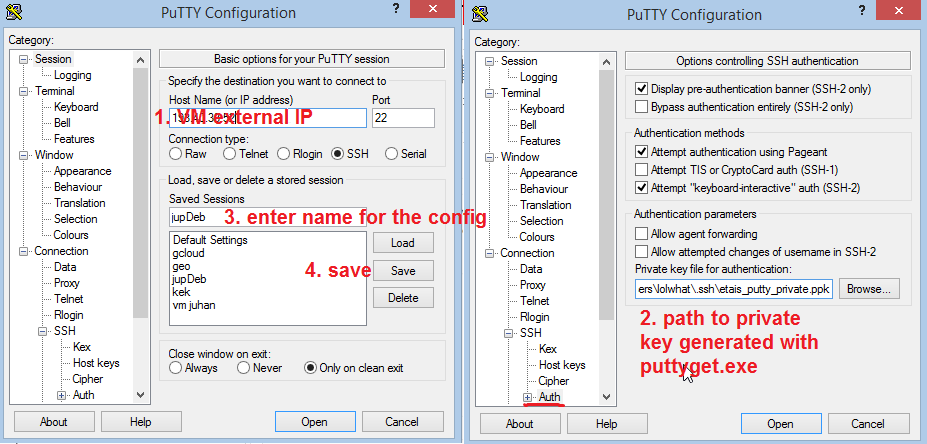 PuTTY Configuration
?
Category:
Session
Logging
Terminal
Keyboard
Bell
Features
Window
Appearance
Behaviour
Translation
Selection
Colours
Connection
Data
Proxy
Telnet
Rlogin
SSH
Kex
Host keys
Cipher
Auth
Basic options for your PuTTY session
Specify the destination you want to connect to
Host Name (or IP address)
Port
1. VM external IP
22
Connection type:
Raw Telnet Rlogin SSH Serial
Load, save or delete a stored session
Saved Sessions
jupDeb
3. enter name for the config
Default Settings
gcloud
geo
jupDeb
kek
vm juhan
Load
4. save
Save
Delete
Close window on exit:
Always Never Only on clean exit
About Help Open Cancel
PuTTY Configuration
?
Category:
Session
Logging
Terminal
Keyboard
Bell
Features
Window
Appearance
Behaviour
Translation
Selection
Colours
Connection
Data
Proxy
Telnet
Rlogin
SSH
Kex
Host keys
Cipher
Auth
Options controlling SSH authentication
Display pre-authentication banner (SSH-2 only)
Bypass authentication entirely (SSH-2 only)
Authentication methods
Attempt authentication using Pageant
Attempt TIS or CryptoCard auth (SSH-1)
Attempt "keyboard-interactive" auth (SSH-2)
Authentication parameters
Allow agent forwarding
Allow attempted changes of username in SSH-2
Private key file for authentication:
ers\lolwhat\.ssh\etais_putty_private.ppk
Browse...
2. path to private
key generated with
puttyget.exe
About Help Open Cancel